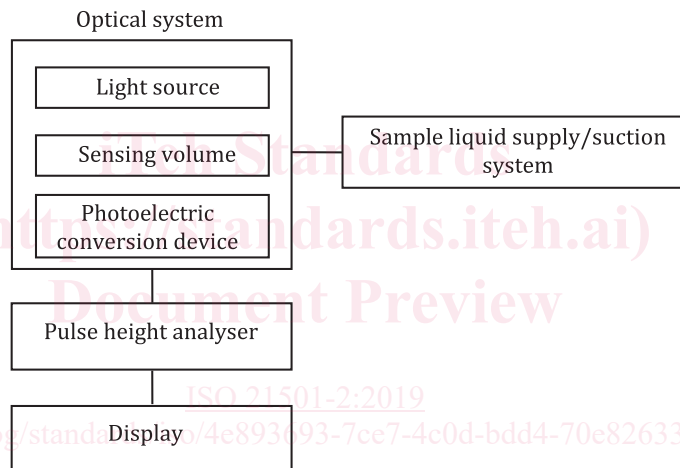 Optical system
Light source
Sensing volume
Photoelectric
conversion device
Sample liquid supply/suction
system
Pulse height analyser
Display
iTeh Standards
https://standards.iteh.ai)
Document Preview
ISO 21501-2:2019